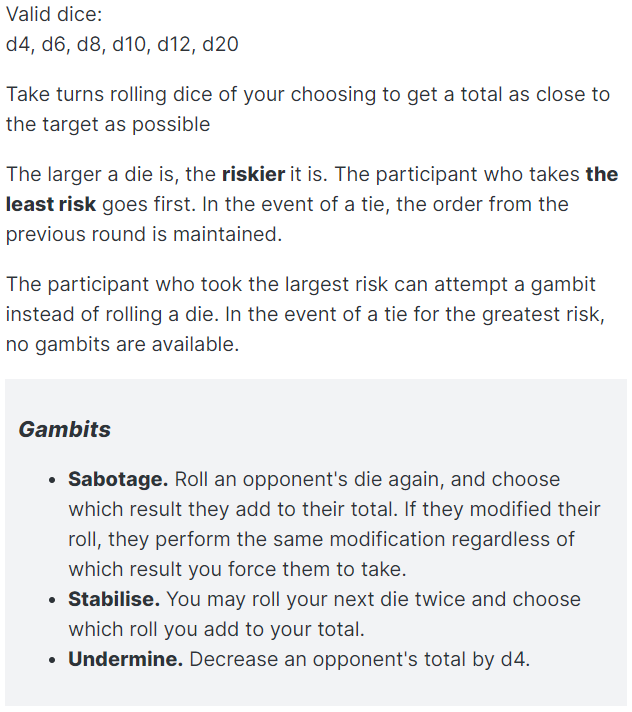 Valid dice:
d4, d6, d8, d10, d12, d20
Take turns rolling dice of your choosing to get a total as close to
the target as possible
The larger a die is, the riskier it is. The participant who takes the
least risk goes first. In the event of a tie, the order from the
previous round is maintained.
The participant who took the largest risk can attempt a gambit
instead of rolling a die. In the event of a tie for the greatest risk,
no gambits are available.
Gambits
• Sabotage. Roll an opponent's die again, and choose
which result they add to their total. If they modified their
roll, they perform the same modification regardless of
which result you force them to take.
• Stabilise. You may roll your next die twice and choose
which roll you add to your total.
• Undermine. Decrease an opponent's total by d4.